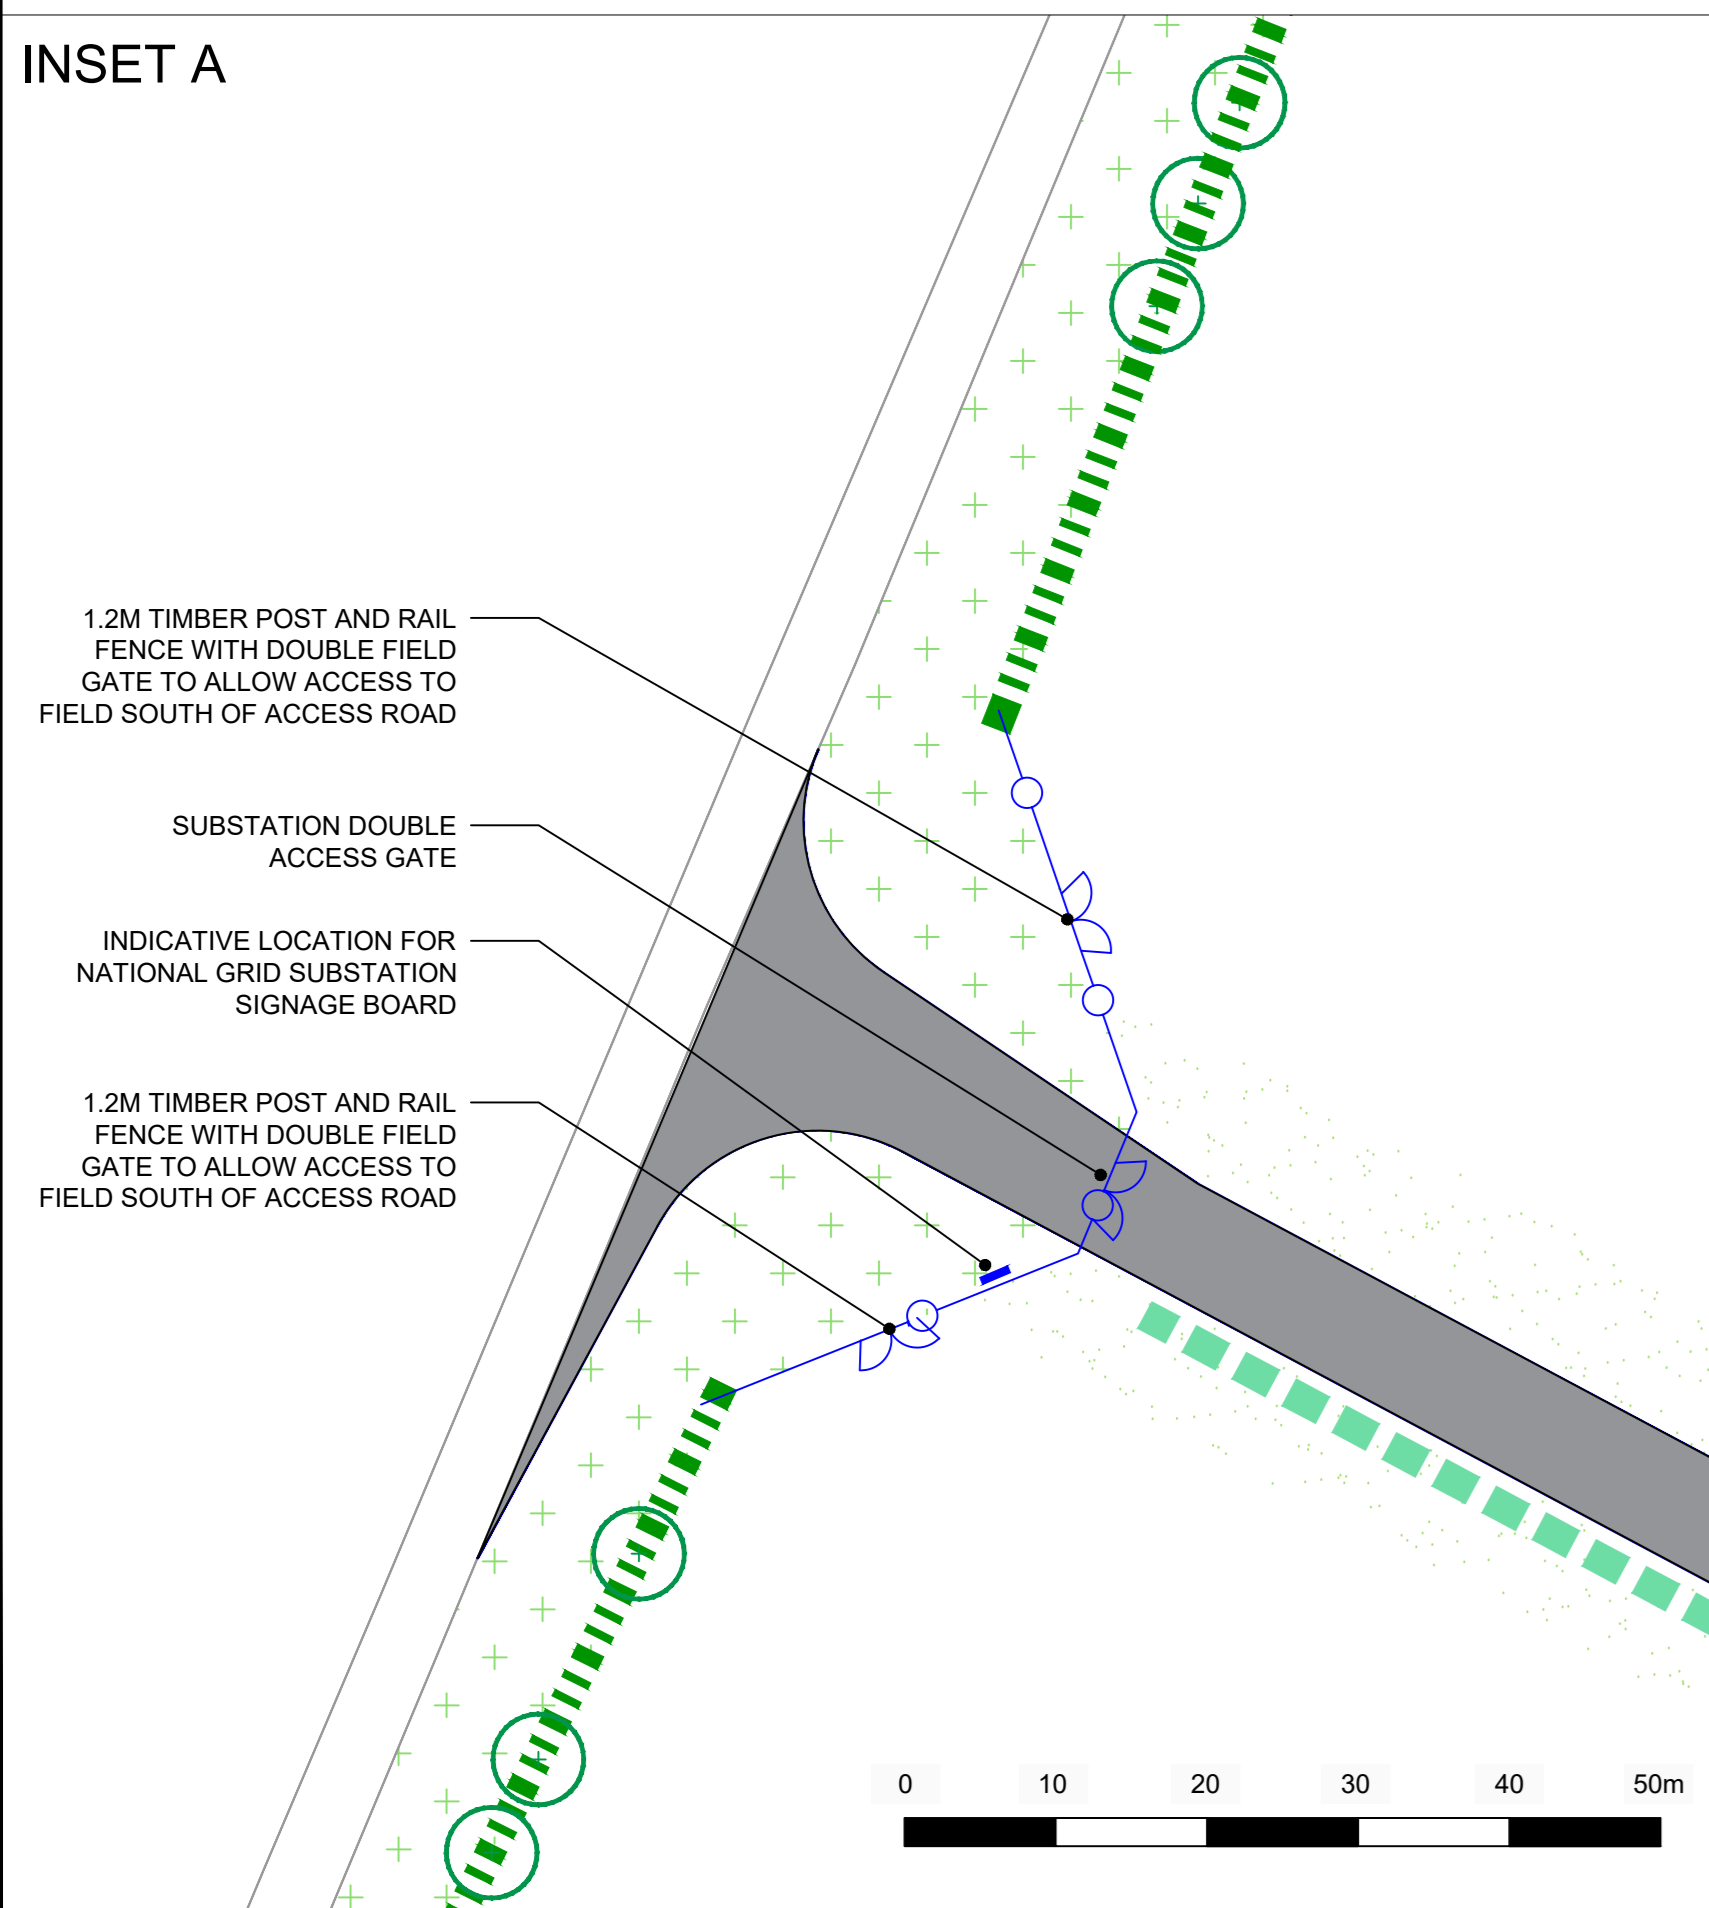 INSET A
1.2M TIMBER POST AND RAIL
FENCE WITH DOUBLE FIELD
GATE TO ALLOW ACCESS TO
FIELD SOUTH OF ACCESS ROAD
SUBSTATION DOUBLE
ACCESS GATE
INDICATIVE LOCATION FOR
NATIONAL GRID SUBSTATION
SIGNAGE BOARD
1.2M TIMBER POST AND RAIL
FENCE WITH DOUBLE FIELD
GATE TO ALLOW ACCESS TO
FIELD SOUTH OF ACCESS ROAD
0 10 20 30 40 50m